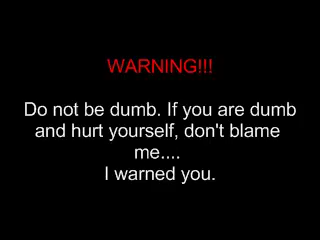 WARNING!!!
Do not be dumb. If you are dumb
and hurt yourself, don't blame
me....
I warned you.